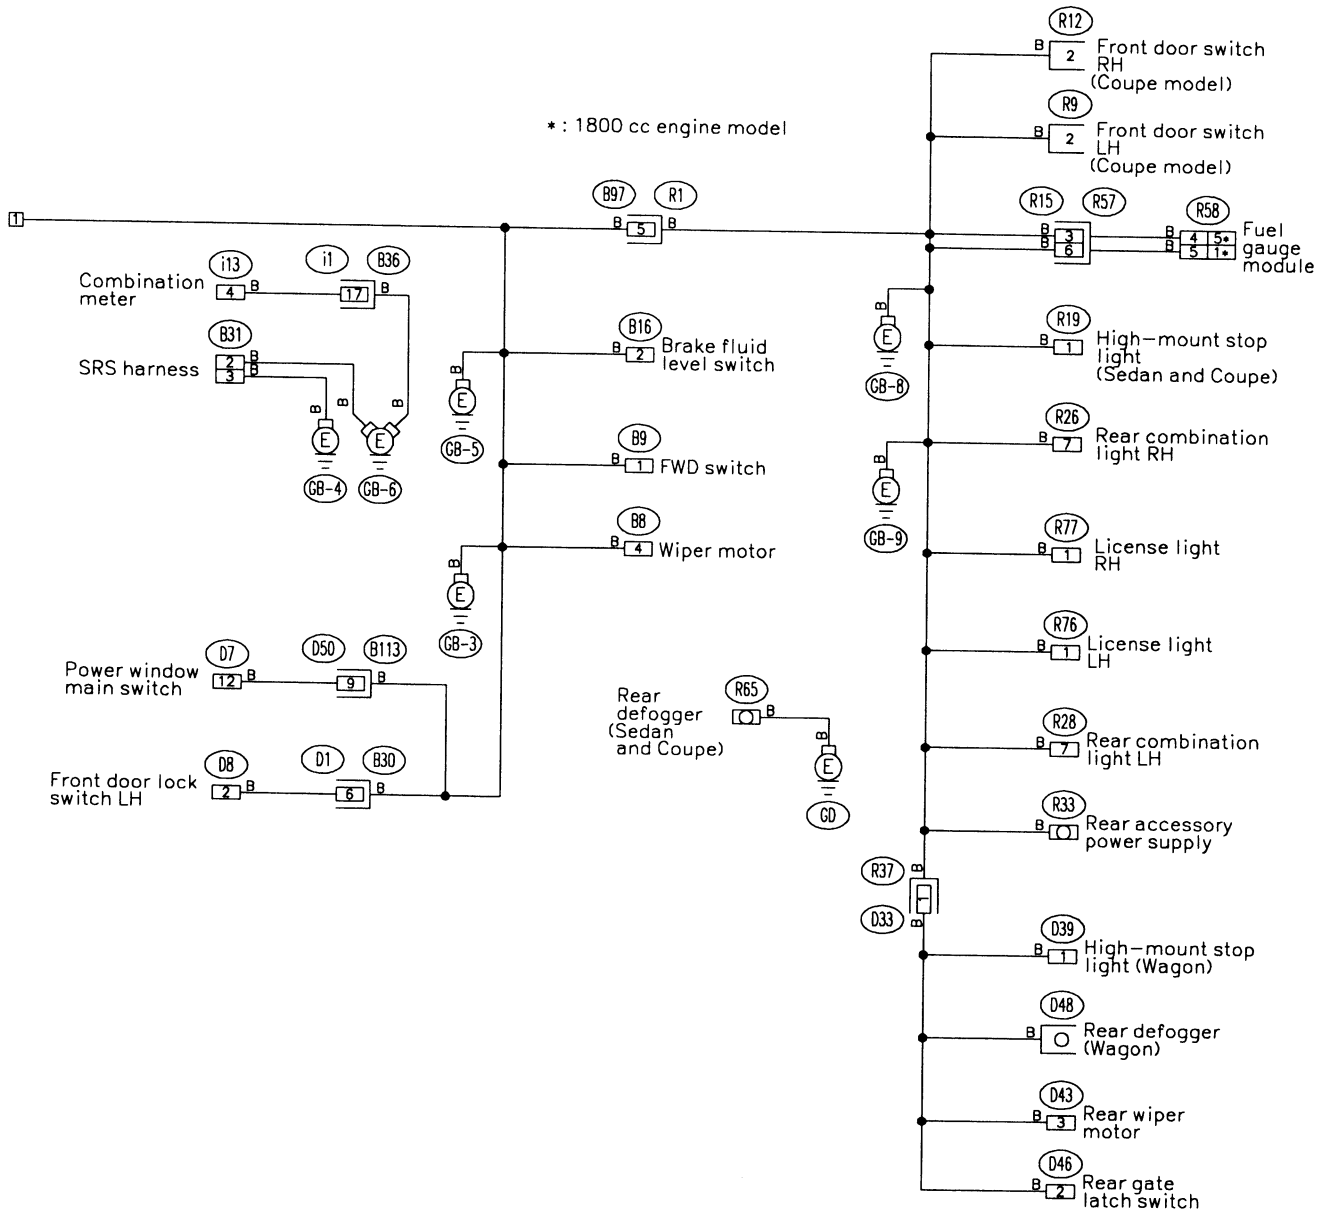 R12
B
2
Front door switch
RH
(Coupe model)
R9
B
2
Front door switch
LH
(Coupe model)
* : 1800 cc engine model
1
B97
R1
B
5
B
R15
R57
R58
B
3
B
6
B
4
5*
B
5
1*
Fuel
gauge
module
Combination
meter
i13
4
B
i1
B36
17
B
SRS harness
B31
2
B
3
B
B
B
B
E
E
GB-4
GB-6
B16
B
2
Brake fluid
level switch
B
E
GB-5
B9
B
1
FWD switch
B8
B
4
Wiper motor
B
E
GB-3
B
E
GB-8
R19
B
1
High-mount stop
light
(Sedan and Coupe)
R26
B
7
Rear combination
light RH
B
E
GB-9
R77
B
1
License light
RH
R76
B
1
License light
LH
Power window
main switch
D7
12
B
D50
B113
9
B
Front door lock
switch LH
D8
2
B
D1
B30
6
B
Rear
defogger
(Sedan
and Coupe)
R65
B
B
E
GD
R28
B
7
Rear combination
light LH
R33
B
Rear accessory
power supply
R37
B
1
D33
B
D39
B
1
High-mount stop
light (Wagon)
D48
B
Rear defogger
(Wagon)
D43
B
3
Rear wiper
motor
D46
B
2
Rear gate
latch switch